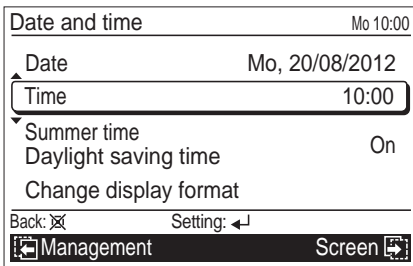 Date and time Mo 10:00
Date Mo, 20/08/2012
Time 10:00
Summer time
Daylight saving time On
Change display format
Back: Setting:
Management Screen